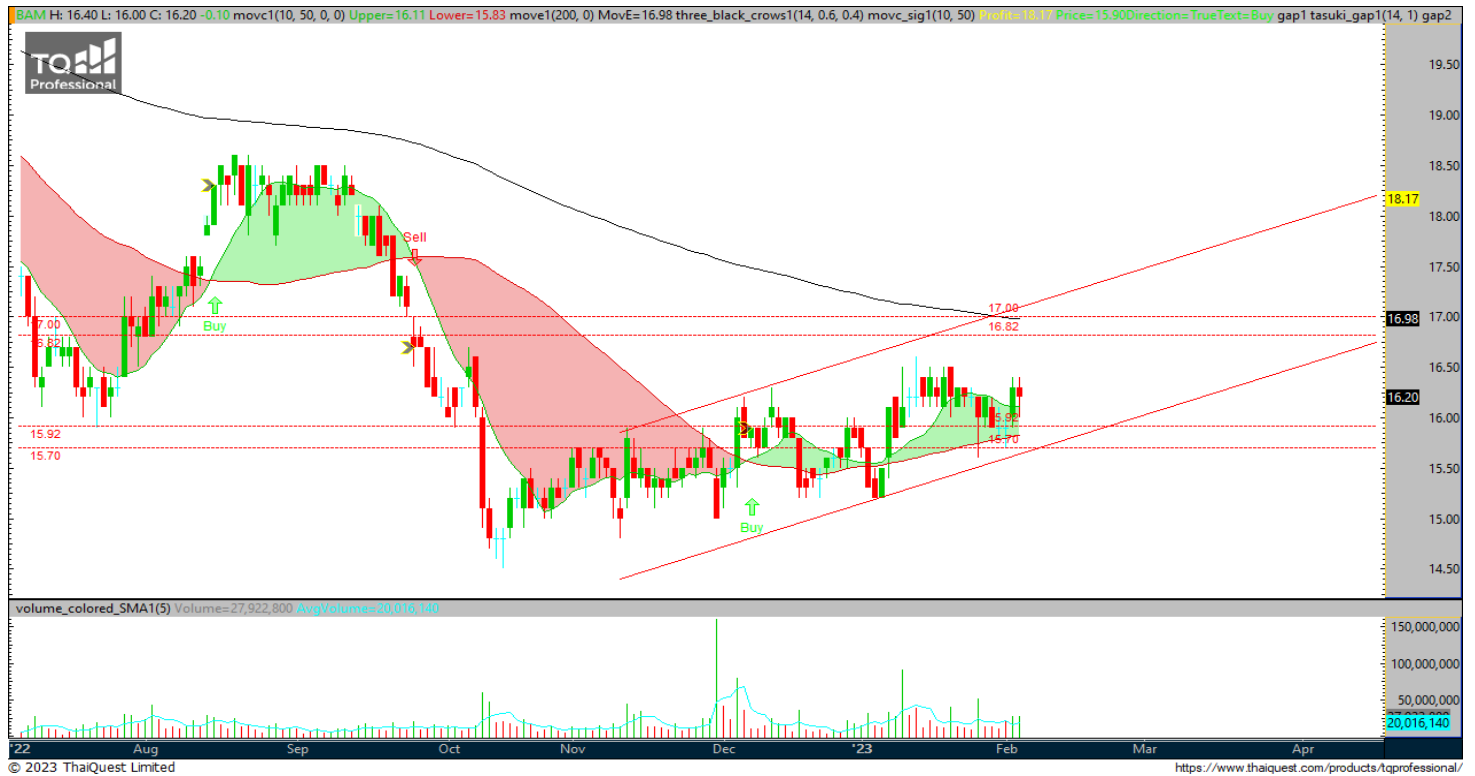 BAM H: 16.40 L: 16.00 C: 16.20 -0.10 movc1(10, 50, 0, 0) Upper=16.11 Lower=15.83 move1(200, 0) MovE=16.98 three_black_crows1(14, 0.6, 0.4) movc_sig1(10, 50) Profit=18.17 Price=15.90Direction=TrueText=Buy gap1 tasuki_gap1(14, 1) gap2
TQ
Professional
19.50
19.00
18.50
18.17
18.00
Sell
17.50
Buy
17.00
17.00
17.00
16.98
16.82
16.82
16.50
16.20
16.00
15.92
15.92
15.70
15.70
15.50
Buy
15.00
14.50
volume_colored_SMA1(5) Volume=27,922,800 AvgVolume=20,016,140
150,000,000
100,000,000
50,000,000
20,016,140
'22 Aug Sep Oct Nov Dec '23 Feb Mar Apr
© 2023 ThaiQuest Limited
https://www.thaiquest.com/products/tqprofessional/